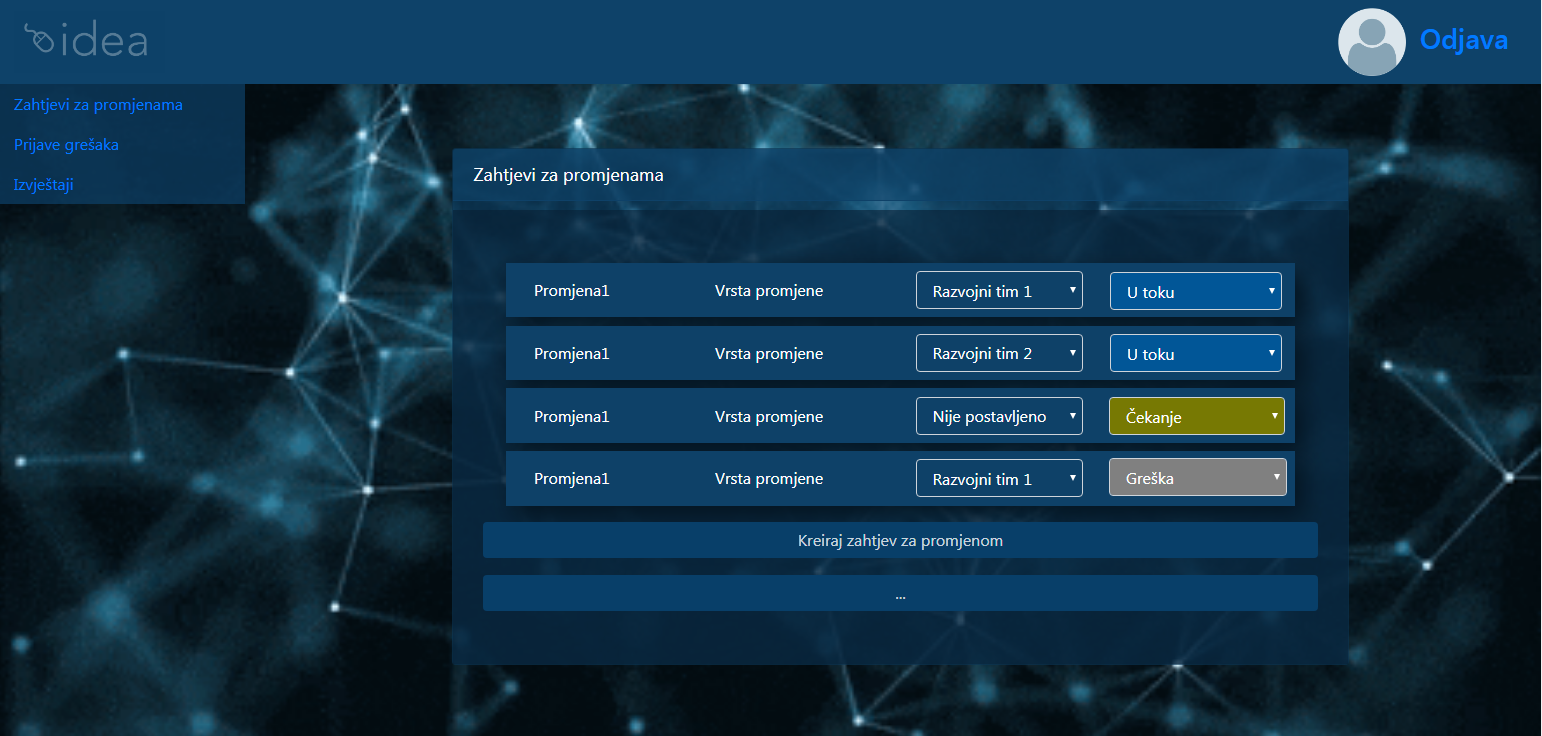 idea
Odjava
Zahtjevi za promjenama
Prijave grešaka
Izvještaji
Zahtjevi za promjenama
Promjena1 Vrsta promjene Razvojni tim 1 U toku
Promjena1 Vrsta promjene Razvojni tim 2 U toku
Promjena1 Vrsta promjene Nije postavljeno Čekanje
Promjena1 Vrsta promjene Razvojni tim 1 Greška
Kreiraj zahtjev za promjenom
...